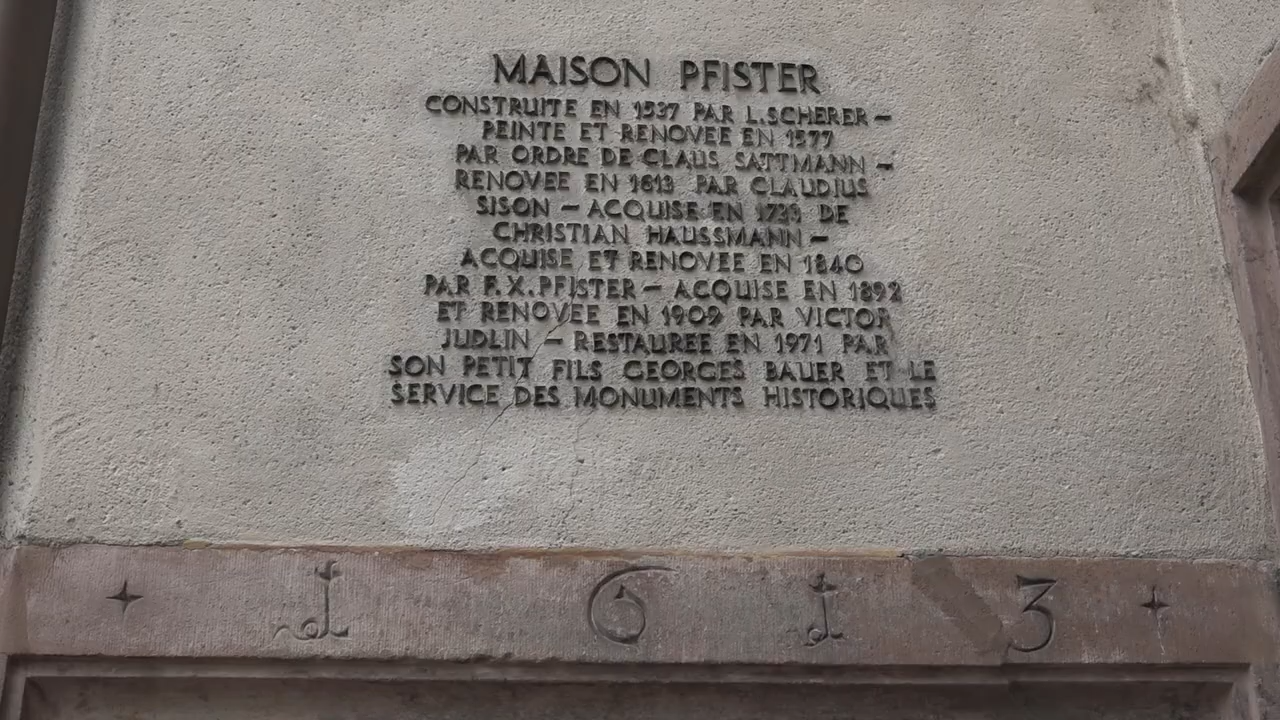 MAISON PFISTER
CONSTRUITE EN 1537 PAR L.SCHERER –
PEINTE ET RENOVEE EN 1577
PAR ORDRE DE CLAUS SATTMANN –
RENOVEE EN 1613 PAR CLAUDIUS
SISON – ACQUISE EN DE
CHRISTIAN HAUSSMANN –
ACQUISE ET RENOVEE EN 1840
PAR F.X.PFISTER – ACQUISE EN 1892
ET RENOVEE EN 1909 PAR VICTOR
JUDLIN – RESTAUREE EN 1971 PAR
SON PETIT FILS GEORGES BAUER ET LE
SERVICE DES MONUMENTS HISTORIQUES
1 6 1 3